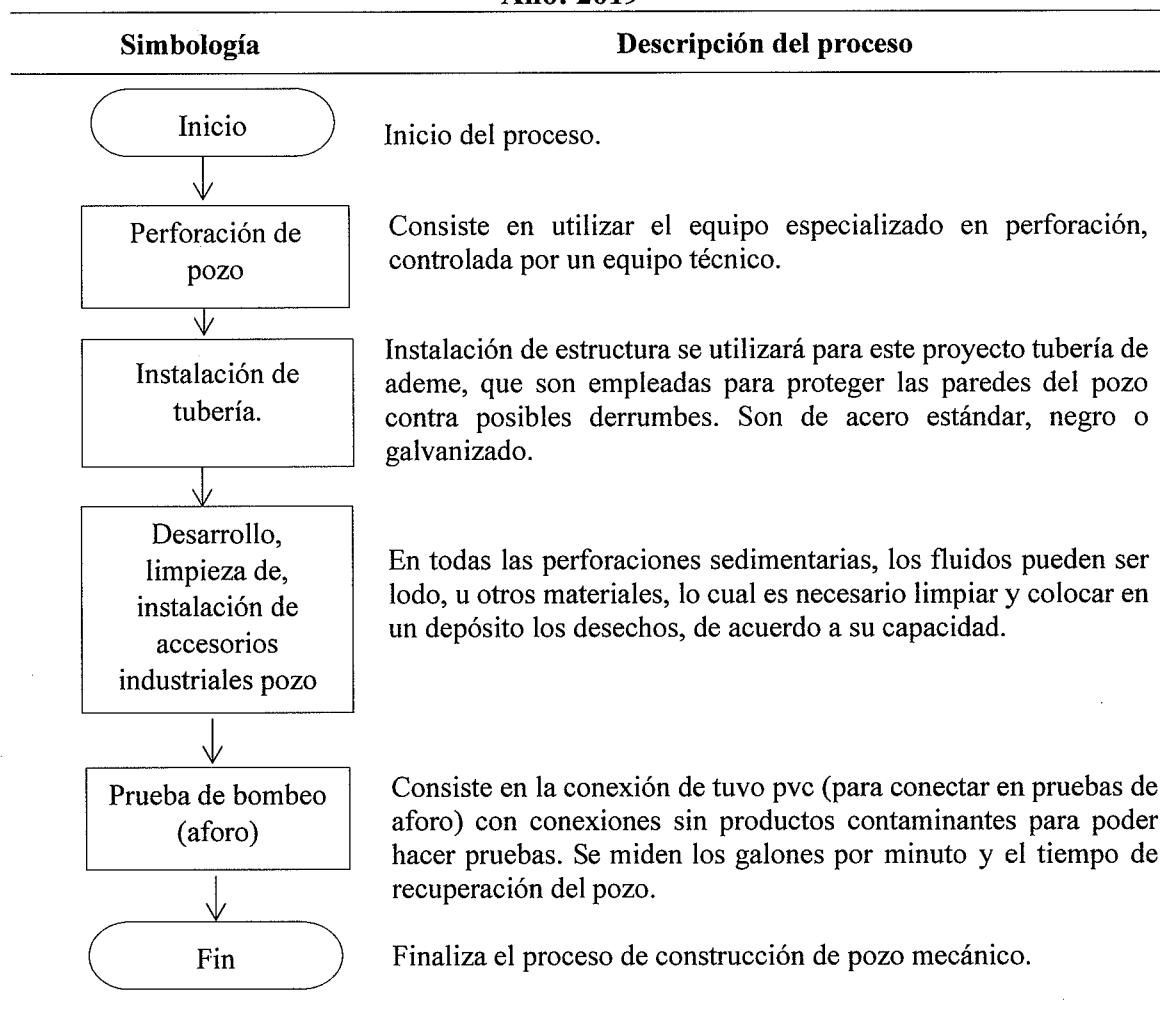 Año: 2019
Simbología Descripción del proceso
Inicio
Inicio del proceso.
Perforación de
pozo
Consiste en utilizar el equipo especializado en perforación,
controlada por un equipo técnico.
Instalación de
tubería.
Instalación de estructura se utilizará para este proyecto tubería de
ademe, que son empleadas para proteger las paredes del pozo
contra posibles derrumbes. Son de acero estándar, negro o
galvanizado.
Desarrollo,
limpieza de,
instalación de
accesorios
industriales pozo
En todas las perforaciones sedimentarias, los fluidos pueden ser
lodo, u otros materiales, lo cual es necesario limpiar y colocar en
un depósito los desechos, de acuerdo a su capacidad.
Prueba de bombeo
(aforo)
Consiste en la conexión de tuvo pvc (para conectar en pruebas de
aforo) con conexiones sin productos contaminantes para poder
hacer pruebas. Se miden los galones por minuto y el tiempo de
recuperación del pozo.
Fin
Finaliza el proceso de construcción de pozo mecánico.